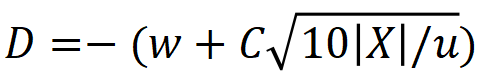 D = − (w + C√10|X|/u)